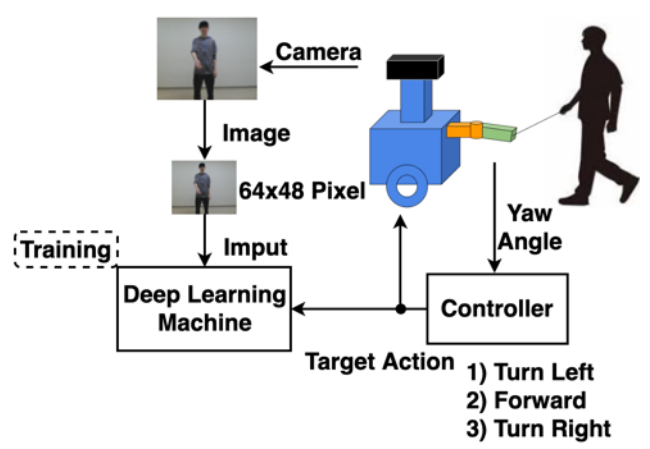 Camera
Image
64x48 Pixel
Yaw
Angle
Training
Imput
Deep Learning
Machine
Controller
Target Action
1) Turn Left
2) Forward
3) Turn Right